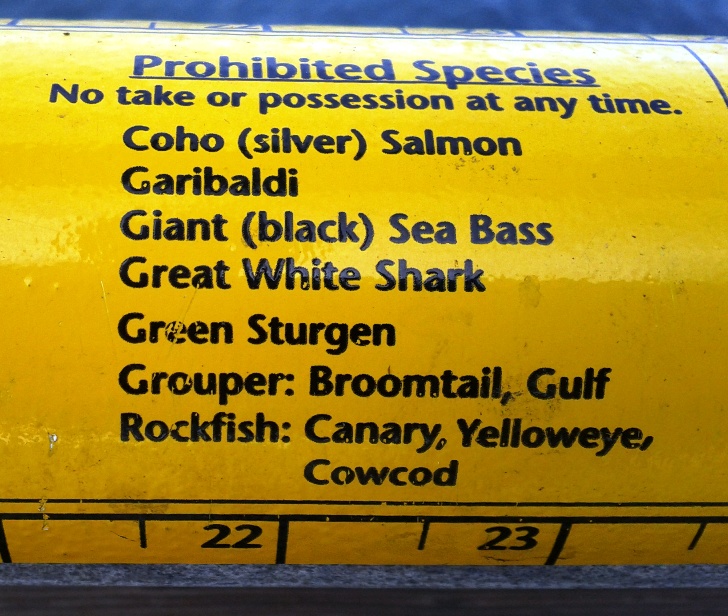 Prohibited Species
No take or possession at any time.
Coho (silver) Salmon
Garibaldi
Giant (black) Sea Bass
Great White Shark
Green Sturgen
Grouper: Broomtail, Gulf
Rockfish: Canary, Yelloweye,
Cowcod
22 23